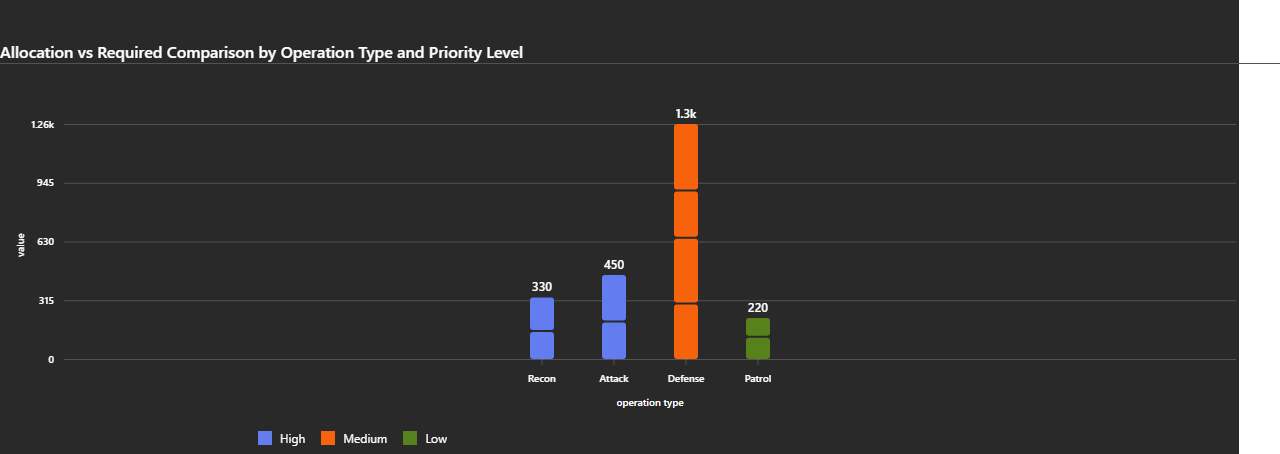 Allocation vs Required Comparison by Operation Type and Priority Level
1.3k
1.26k
945
value
630
450
330
315
220
0
Recon Attack Defense Patrol
operation type
High Medium Low